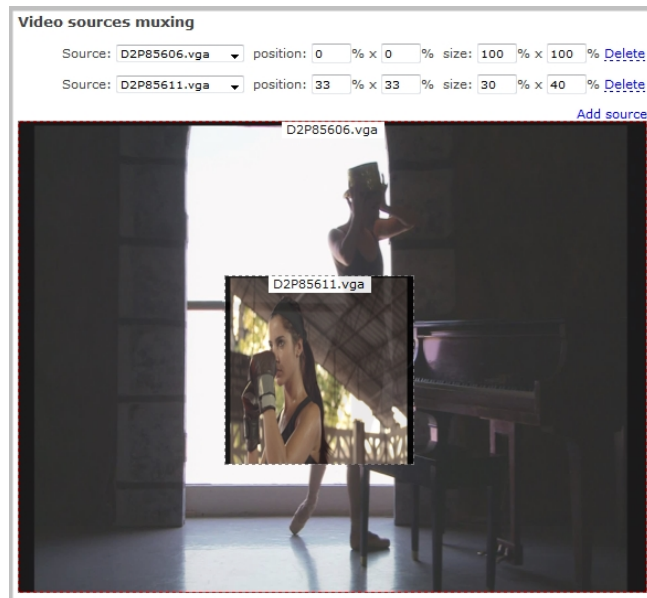 Video sources muxing
Source: D2P85606.vga position: 0 % x 0 % size: 100 % x 100 % Delete
Source: D2P85611.vga position: 33 % x 33 % size: 30 % x 40 % Delete
Add source
D2P85606.vga
D2P85611.vga